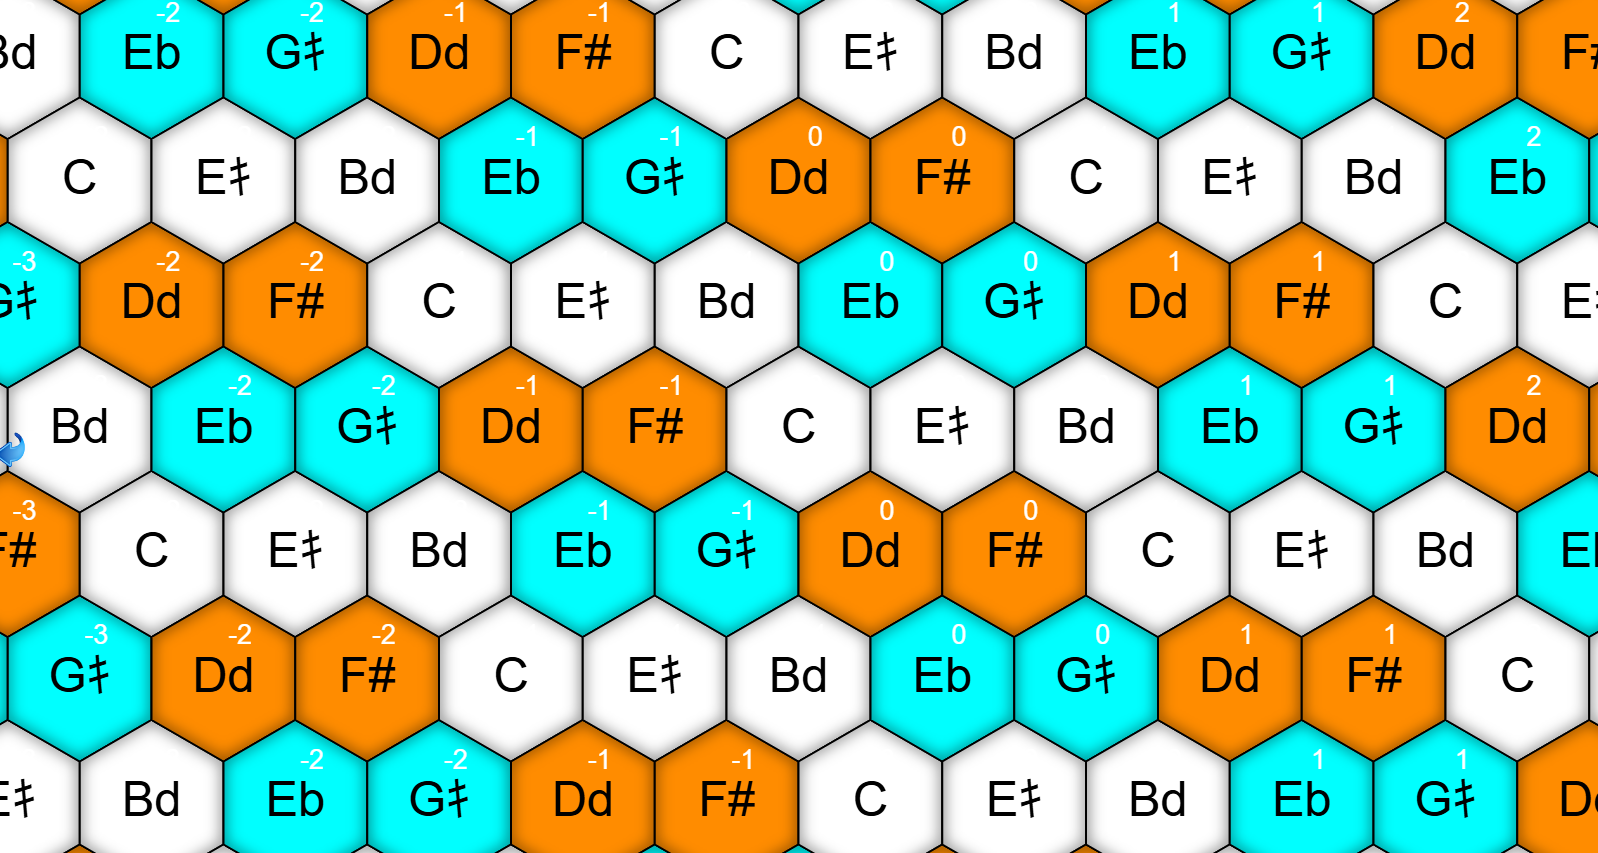 -2 -2 -1 -1 1 1 2
Bd Eb G‡ Dd F# C E‡ Bd Eb G‡ Dd F#
-1 -1 0 0 2
C E‡ Bd Eb G‡ Dd F# C E‡ Bd Eb
-3 -2 -2 0 0 1 1
G‡ Dd F# C E‡ Bd Eb G‡ Dd F# C E‡
-2 -2 -1 -1 1 1 2
Bd Eb G‡ Dd F# C E‡ Bd Eb G‡ Dd
-3 -1 -1 0 0
F# C E‡ Bd Eb G‡ Dd F# C E‡ Bd Eb
-3 -2 -2 0 0 1 1
G‡ Dd F# C E‡ Bd Eb G‡ Dd F# C
-2 -2 -1 -1 1 1
E‡ Bd Eb G‡ Dd F# C E‡ Bd Eb G‡ Dd